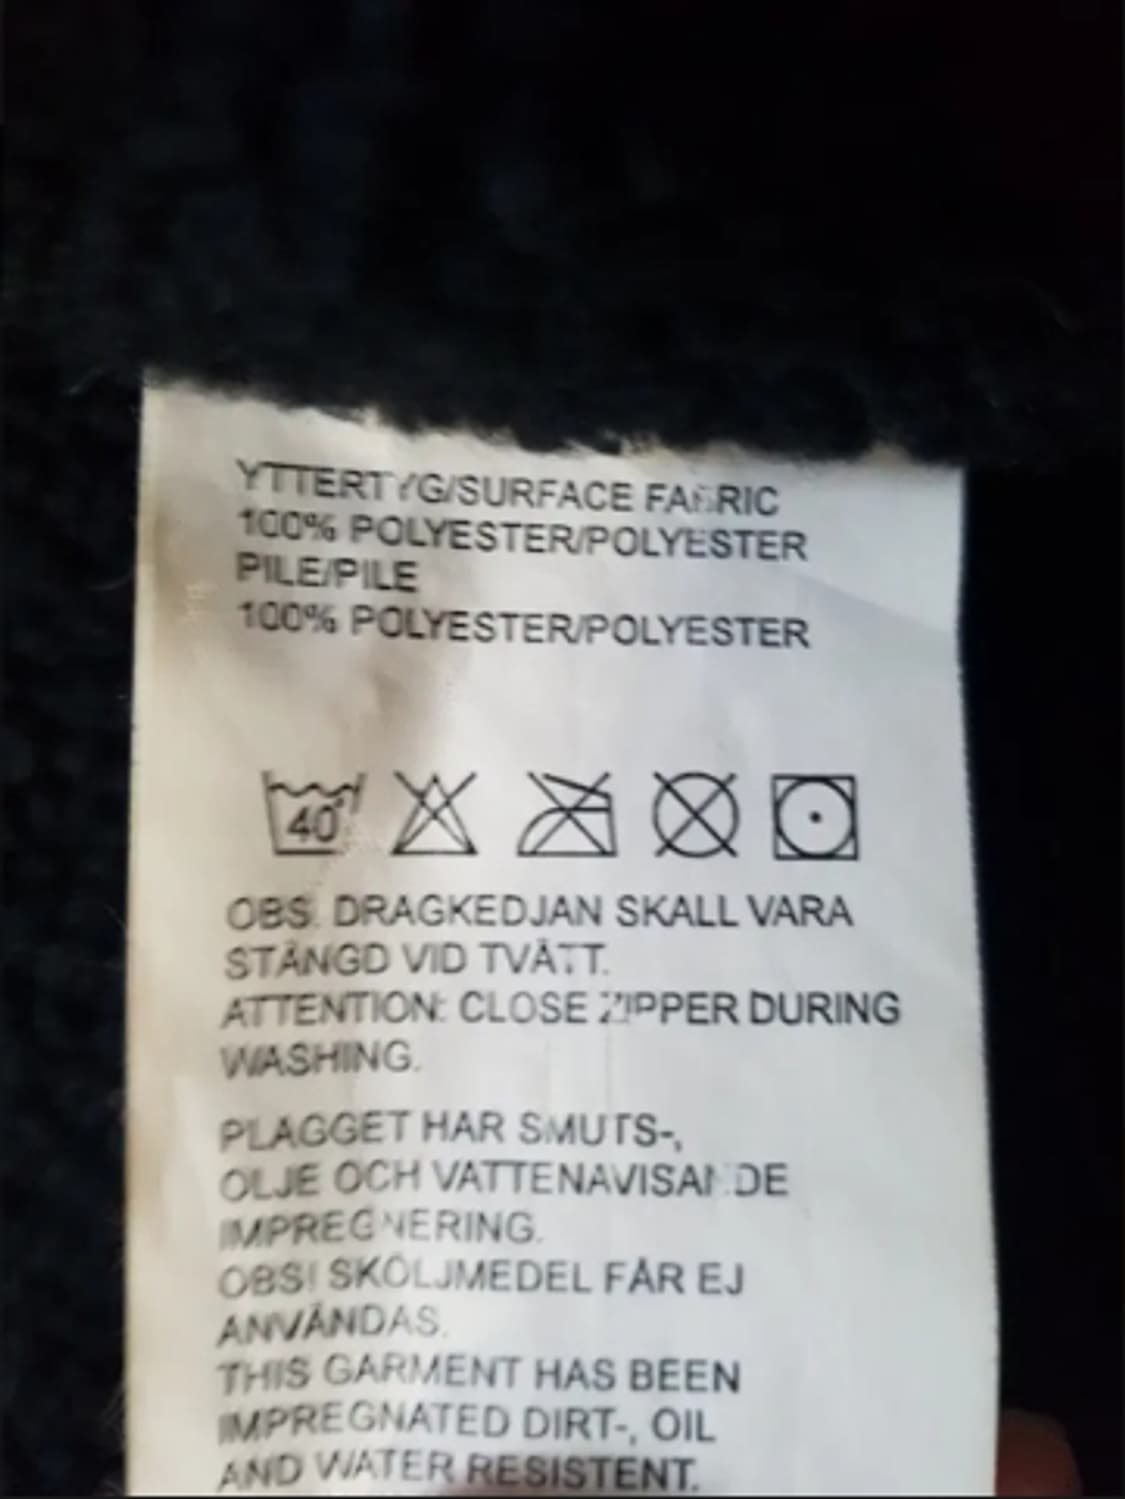 YTTERTYG/SURFACE FABRIC
100% POLYESTER/POLYESTER
PILE/PILE
100% POLYESTER/POLYESTER
40
OBS. DRAGKEDJAN SKALL VARA
STÄNGD VID TVÄTT.
ATTENTION: CLOSE ZIPPER DURING
WASHING.
PLAGGET HAR SMUTS-,
OLJE OCH VATTENAVISANDE
IMPREGNERING.
OBS! SKÖLJMEDEL FÅR EJ
ANVÄNDAS.
THIS GARMENT HAS BEEN
IMPREGNATED DIRT-, OIL
AND WATER RESISTENT.